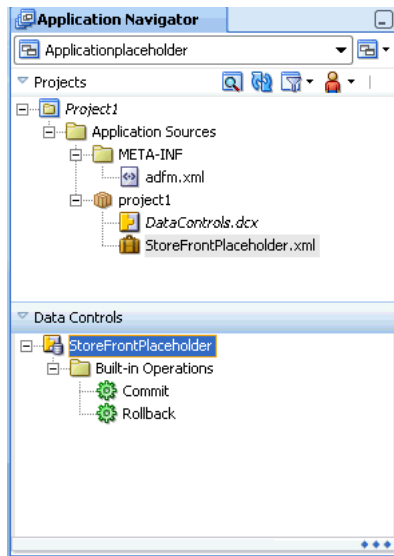 Application Navigator
Applicationplaceholder
Projects
Project1
Application Sources
META-INF
adfm.xml
project1
DataControls.dcx
StoreFrontPlaceholder.xml
Data Controls
StoreFrontPlaceholder
Built-in Operations
Commit
Rollback